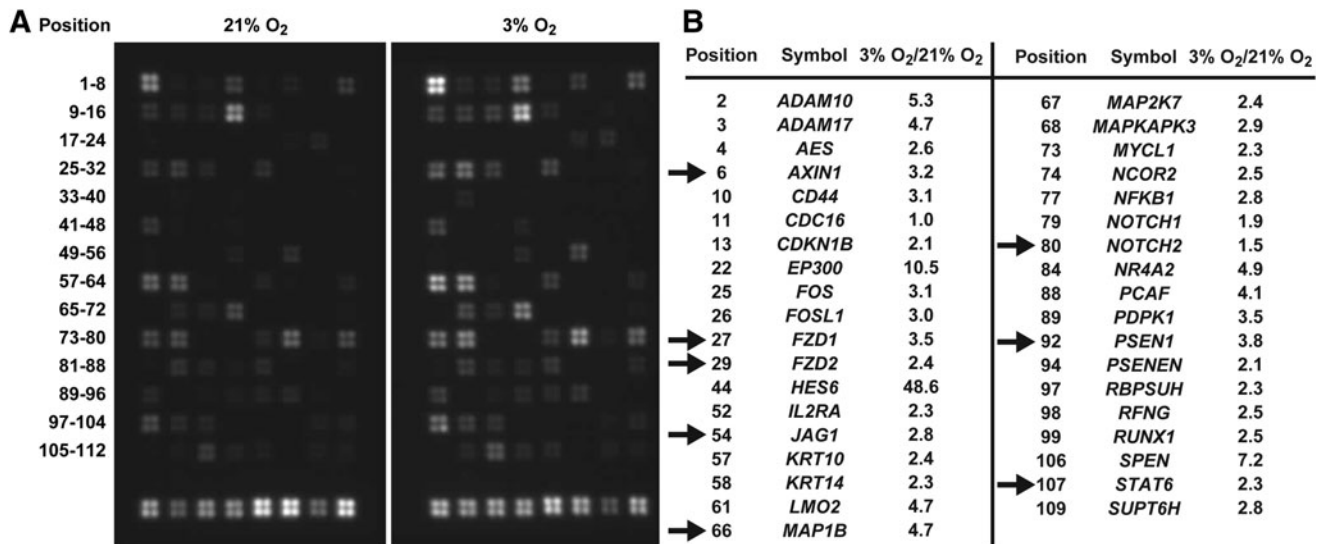 A Position 21% O2 3% O2
1-8
9-16
17-24
25-32
33-40
41-48
49-56
57-64
65-72
73-80
81-88
89-96
97-104
105-112
B
Position Symbol 3% O2/21% O2
2 ADAM10 5.3
3 ADAM17 4.7
4 AES 2.6
6 AXIN1 3.2
10 CD44 3.1
11 CDC16 1.0
13 CDKN1B 2.1
22 EP300 10.5
25 FOS 3.1
26 FOSL1 3.0
27 FZD1 3.5
29 FZD2 2.4
44 HES6 48.6
52 IL2RA 2.3
54 JAG1 2.8
57 KRT10 2.4
58 KRT14 2.3
61 LMO2 4.7
66 MAP1B 4.7
Position Symbol 3% O2/21% O2
67 MAP2K7 2.4
68 MAPKAPK3 2.9
73 MYCL1 2.3
74 NCOR2 2.5
77 NFKB1 2.8
79 NOTCH1 1.9
80 NOTCH2 1.5
84 NR4A2 4.9
88 PCAF 4.1
89 PDPK1 3.5
92 PSEN1 3.8
94 PSENEN 2.1
97 RBPSUH 2.3
98 RFNG 2.5
99 RUNX1 2.5
106 SPEN 7.2
107 STAT6 2.3
109 SUPT6H 2.8